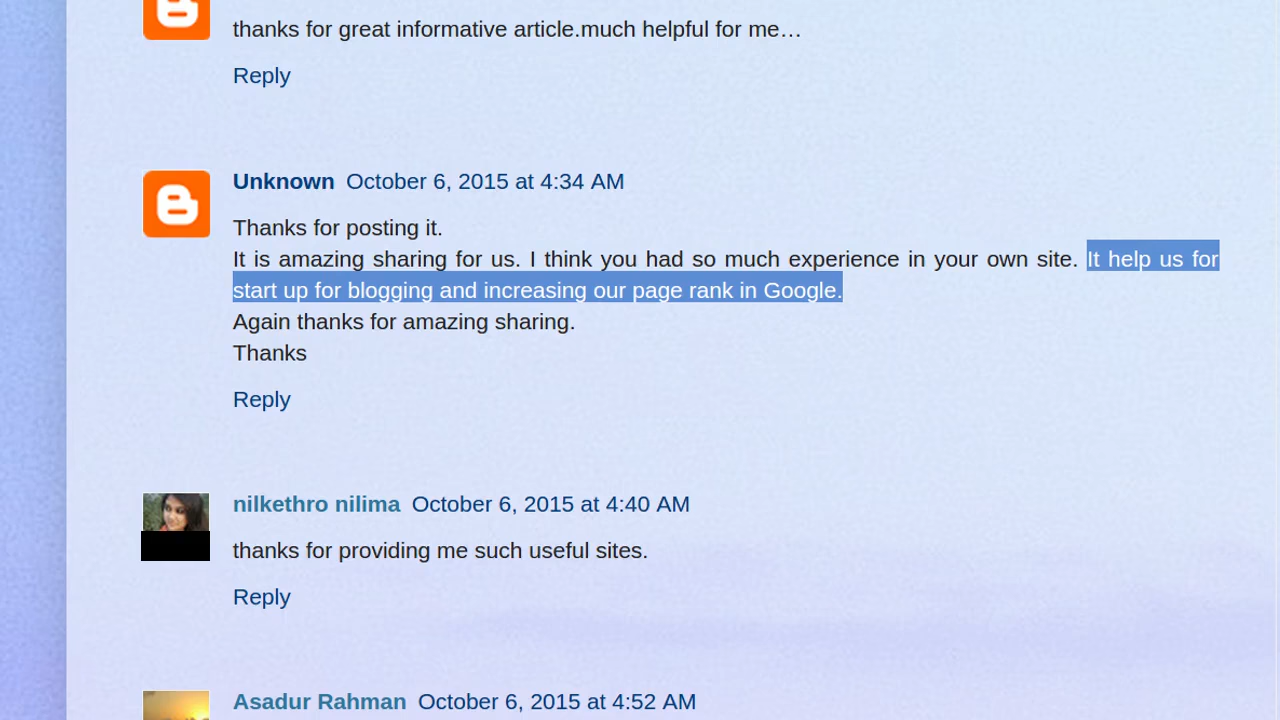 thanks for great informative article.much helpful for me…
Reply
Unknown October 6, 2015 at 4:34 AM
Thanks for posting it.
It is amazing sharing for us. I think you had so much experience in your own site. It help us for
start up for blogging and increasing our page rank in Google.
Again thanks for amazing sharing.
Thanks
Reply
nilkethro nilima October 6, 2015 at 4:40 AM
thanks for providing me such useful sites.
Reply
Asadur Rahman October 6, 2015 at 4:52 AM